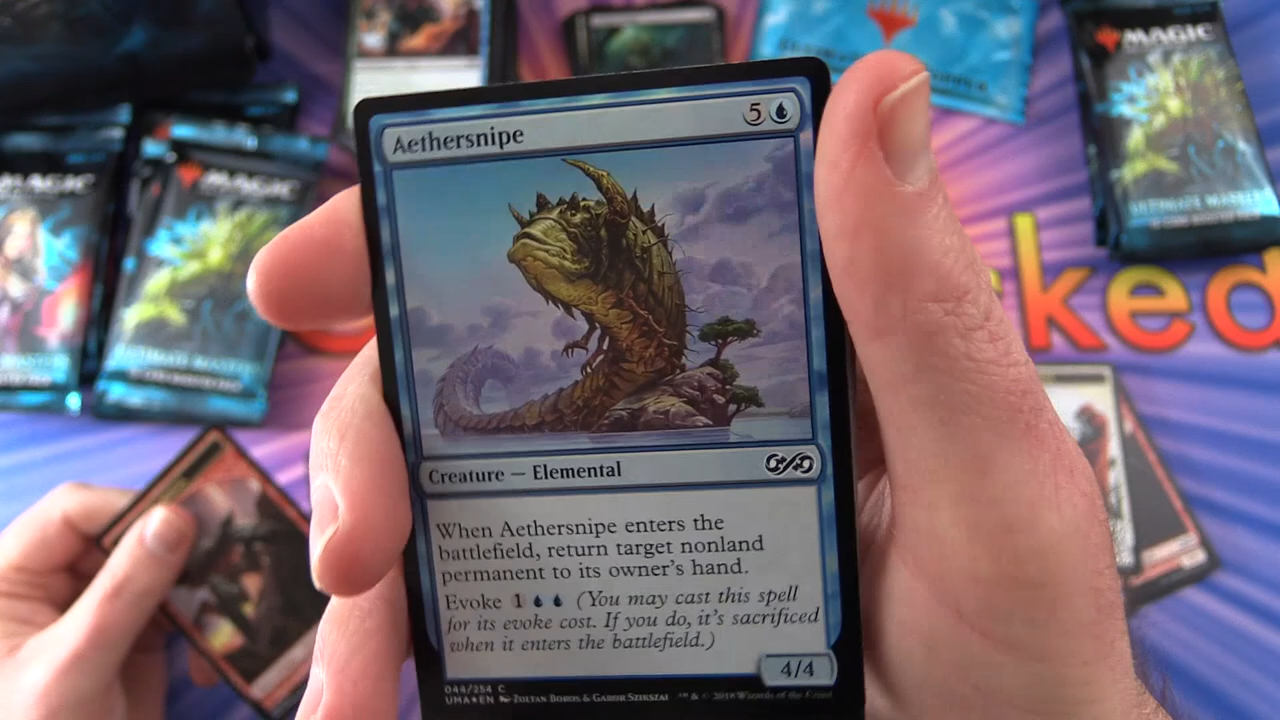 MAGIC
MAGIC
MAGIC
ULTIMATE MASTERS
ked
Aethersnipe 5
Creature — Elemental
When Aethersnipe enters the
battlefield, return target nonland
permanent to its owner's hand.
Evoke 1 (You may cast this spell
for its evoke cost. If you do, it's sacrificed
when it enters the battlefield.)
4/4
044/254 C
UMA★EN ZOLTAN BOROS & GABOR SZIKSZAI ™ & © 2018 Wizards of the Coast